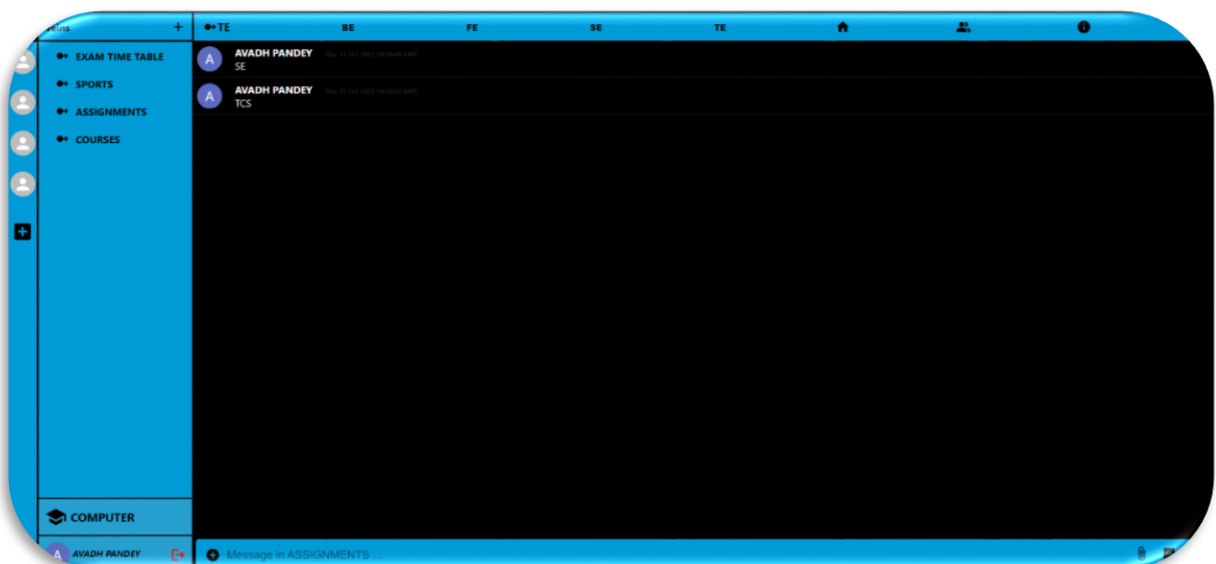 + TE BE FE SE TE
EXAM TIME TABLE
SPORTS
ASSIGNMENTS
COURSES
A AVADH PANDEY
SE
A AVADH PANDEY
TCS
COMPUTER
A AVADH PANDEY
Message in ASSIGNMENTS ...